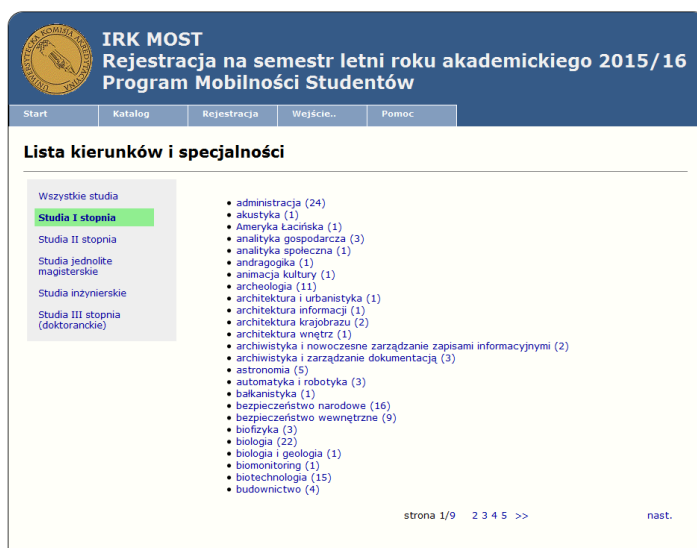 UNIWERSYTECKA KOMISJA AKREDYTACYJNA
IRK MOST
Rejestracja na semestr letni roku akademickiego 2015/16
Program Mobilności Studentów
Start Katalog Rejestracja Wejście.. Pomoc
Lista kierunków i specjalności
Wszystkie studia
Studia I stopnia
Studia II stopnia
Studia jednolite
magisterskie
Studia inżynierskie
Studia III stopnia
(doktoranckie)
administracja (24)
akustyka (1)
Ameryka Łacińska (1)
analityka gospodarcza (3)
analityka społeczna (1)
andragogika (1)
animacja kultury (1)
archeologia (11)
architektura i urbanistyka (1)
architektura informacji (1)
architektura krajobrazu (2)
architektura wnętrz (1)
archiwistyka i nowoczesne zarządzanie zapisami informacyjnymi (2)
archiwistyka i zarządzanie dokumentacją (3)
astronomia (5)
automatyka i robotyka (3)
bałkanistyka (1)
bezpieczeństwo narodowe (16)
bezpieczeństwo wewnętrzne (9)
biofizyka (3)
biologia (22)
biologia i geologia (1)
biomonitoring (1)
biotechnologia (15)
budownictwo (4)
strona 1/9 2 3 4 5 >> nast.